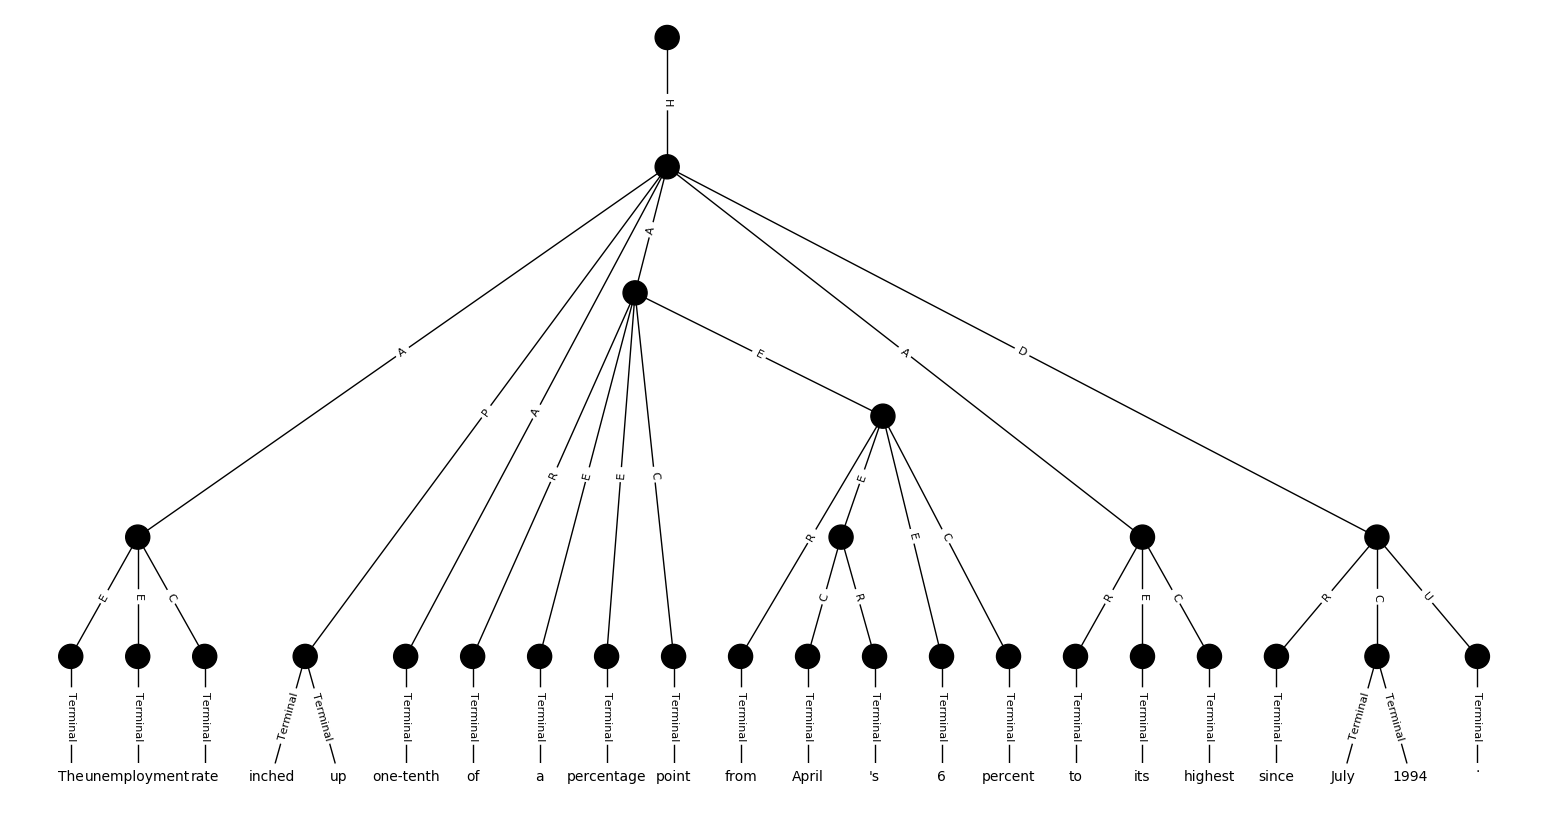 H
A
A
E
A
D
P
A
R
E
E
C
E
R
E
C
E
E
C
C
R
R
E
C
R
C
U
Terminal Terminal Terminal Terminal Terminal Terminal Terminal Terminal Terminal Terminal Terminal Terminal Terminal Terminal Terminal Terminal Terminal Terminal Terminal Terminal Terminal Terminal
The unemployment rate inched up one-tenth of a percentage point from April 's 6 percent to its highest since July 1994 .